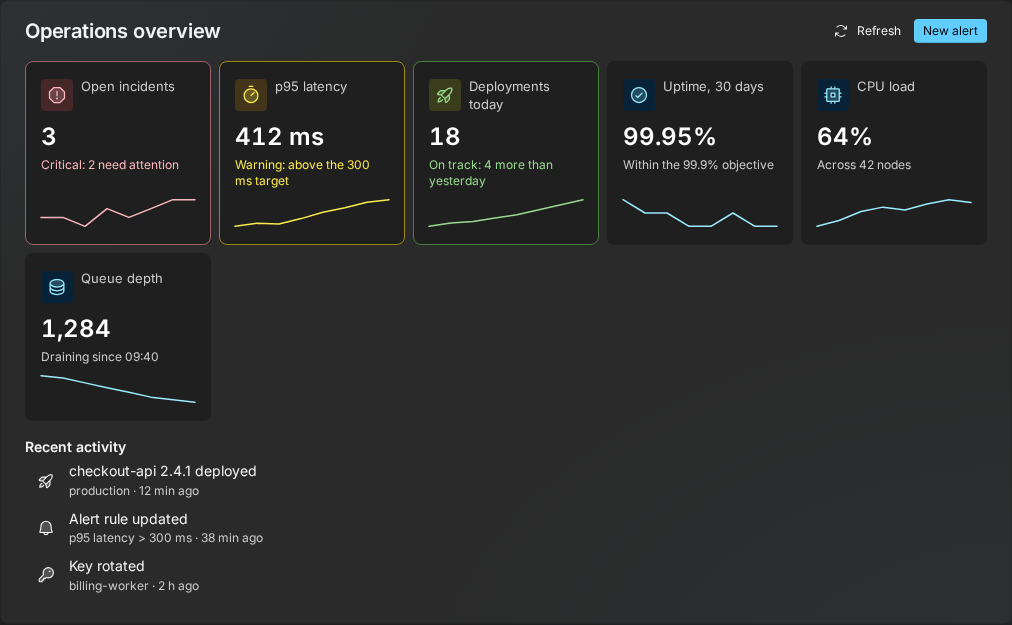 Operations overview
Refresh
New alert
Open incidents
3
Critical: 2 need attention
p95 latency
412 ms
Warning: above the 300
ms target
Deployments
today
18
On track: 4 more than
yesterday
Uptime, 30 days
99.95%
Within the 99.9% objective
CPU load
64%
Across 42 nodes
Queue depth
1,284
Draining since 09:40
Recent activity
checkout-api 2.4.1 deployed
production · 12 min ago
Alert rule updated
p95 latency > 300 ms · 38 min ago
Key rotated
billing-worker · 2 h ago